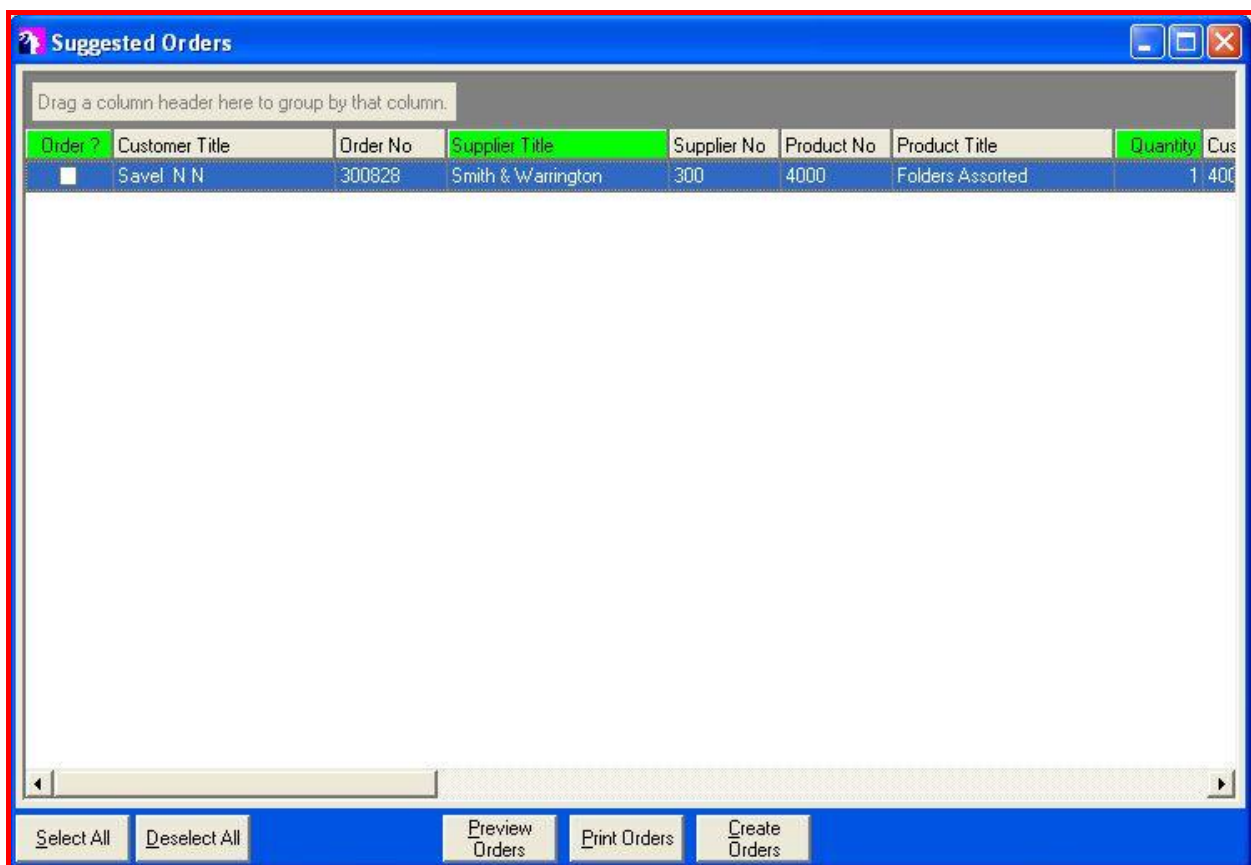 Suggested Orders
Drag a column header here to group by that column.
Order ? Customer Title Order No Supplier Title Supplier No Product No Product Title Quantity Cus
Savel N N 300828 Smith & Warrington 300 4000 Folders Assorted 1 400
Select All Deselect All Preview Orders Print Orders Create Orders